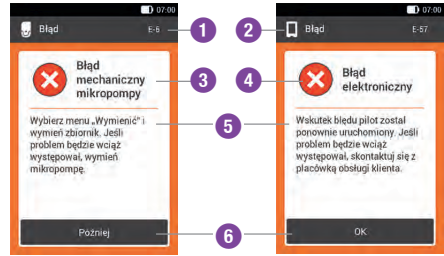 07:00
Błąd E-6
Błąd
mechaniczny
mikropompy
Wybierz menu „Wymienić” i
wymień zbiornik. Jeśli
problem będzie wciąż
występował, wymień
mikropompę.
Później
1
2
3
4
5
6
07:00
Błąd E-57
Błąd
elektroniczny
Wskutek błędu pilot został
ponownie uruchomiony. Jeśli
problem będzie wciąż
występował, skontaktuj się z
placówką obsługi klienta.
OK